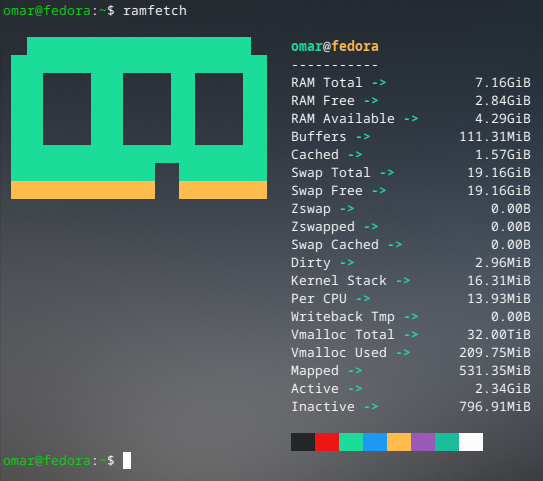 omar@fedora:~$ ramfetch
omar@fedora
-----------
RAM Total -> 7.16GiB
RAM Free -> 2.84GiB
RAM Available -> 4.29GiB
Buffers -> 111.31MiB
Cached -> 1.57GiB
Swap Total -> 19.16GiB
Swap Free -> 19.16GiB
Zswap -> 0.00B
Zswapped -> 0.00B
Swap Cached -> 0.00B
Dirty -> 2.96MiB
Kernel Stack -> 16.31MiB
Per CPU -> 13.93MiB
Writeback Tmp -> 0.00B
Vmalloc Total -> 32.00TiB
Vmalloc Used -> 209.75MiB
Mapped -> 531.35MiB
Active -> 2.34GiB
Inactive -> 796.91MiB
omar@fedora:~$